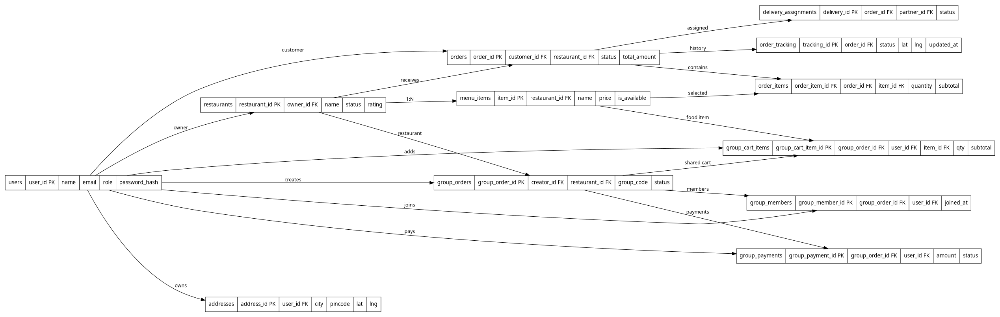 delivery_assignments delivery_id PK order_id FK partner_id FK status
assigned
order_tracking tracking_id PK order_id FK status lat lng updated_at
history
customer
orders order_id PK customer_id FK restaurant_id FK status total_amount
contains
receives
order_items order_item_id PK order_id FK item_id FK quantity subtotal
selected
menu_items item_id PK restaurant_id FK name price is_available
1:N
restaurants restaurant_id PK owner_id FK name status rating
food item
owner
restaurant
group_cart_items group_cart_item_id PK group_order_id FK user_id FK item_id FK qty subtotal
adds
shared cart
users user_id PK name email role password_hash
creates
group_orders group_order_id PK creator_id FK restaurant_id FK group_code status
members
group_members group_member_id PK group_order_id FK user_id FK joined_at
joins
payments
pays
group_payments group_payment_id PK group_order_id FK user_id FK amount status
owns
addresses address_id PK user_id FK city pincode lat lng